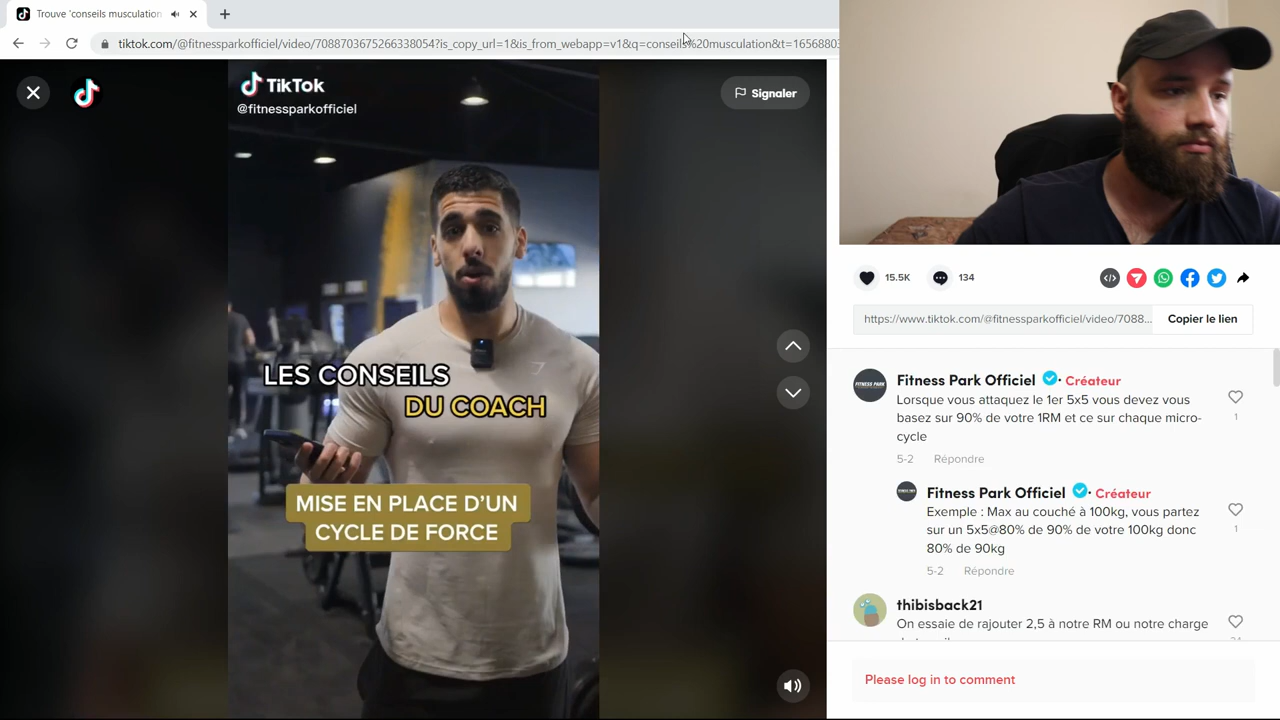 Trouve 'conseils musculation
tiktok.com/@fitnessparkofficiel/video/7088703675266338054?is_copy_url=1&is_from_webapp=v1&q=conseils%20musculation&t=16568803
TikTok
@fitnessparkofficiel
Signaler
LES CONSEILS
DU COACH
MISE EN PLACE D'UN
CYCLE DE FORCE
15.5K
134
https://www.tiktok.com/@fitnessparkofficiel/video/7088...
Copier le lien
FITNESS PARK
Fitness Park Officiel · Créateur
Lorsque vous attaquez le 1er 5x5 vous devez vous
basez sur 90% de votre 1RM et ce sur chaque micro-
cycle
1
5-2 Répondre
Fitness Park Officiel · Créateur
Exemple : Max au couché à 100kg, vous partez
sur un 5x5@80% de 90% de votre 100kg donc
80% de 90kg
1
5-2 Répondre
thibisback21
On essaie de rajouter 2,5 à notre RM ou notre charge
Please log in to comment